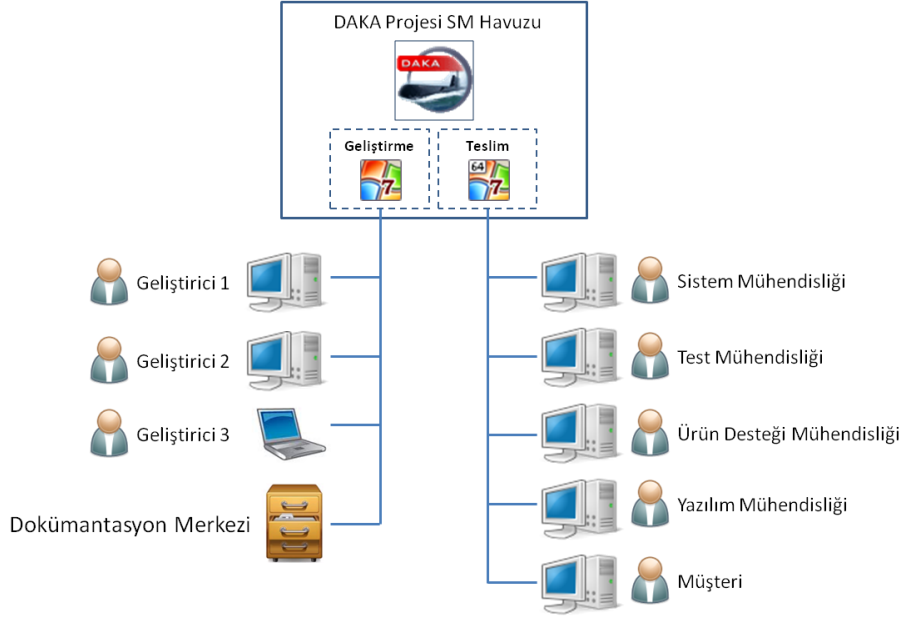 DAKA Projesi SM Havuzu
DAKA
Geliştirme
7
Teslim
64
7
Geliştirici 1
Geliştirici 2
Geliştirici 3
Dokümantasyon Merkezi
Sistem Mühendisliği
Test Mühendisliği
Ürün Desteği Mühendisliği
Yazılım Mühendisliği
Müşteri